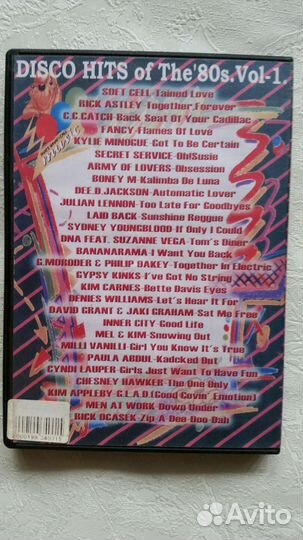 DISCO HITS of The'80s.Vol-1.
SOFT CELL-Tained Love
RICK ASTLEY-Together Forever
C.C.CATCH-Back Seat Of Your Cadillac
FANCY-Flames Of Love
KYLIE MINOGUE-Got To Be Certain
SECRET SERVICE-Oh!Susie
ARMY OF LOVERS-Obsession
BONEY M-Kalimba De Luna
DEE.D.JACKSON-Automatic Lover
JULIAN LENNON-Too Late For Goodbyes
LAID BACK-Sunshine Reggue
SYDNEY YOUNGBLOOD-If Only I Could
DNA FEAT. SUZANNE VEGA-Tom's Diner
BANANARAMA-I Want You Back
G.MORODER & PHILIP OAKEY-Together In Electric
GYPSY KINKS-I've Got No String
KIM CARNES-Bette Davis Eyes
DENIES WILLIAMS-Let's Hear It For
DAVID GRANT & JAKI GRAHAM-Sat Me Free
INNER CITY-Good Life
MEL & KIM-Snowing Out
MILLI VANILLI-Girl You Know It's True
PAULA ABDUL-Kadcked Out
CYNDI LAUPER-Girls Just Want To Have Fun
CHESNEY HAWKER-The One Only
KIM APPLEBY-G.L.A.D.(Good Covin' Emotion)
MEN AT WORK-Down Under
RICK OCASEK-Zip-A-Dee-Doo-Dah
Avito